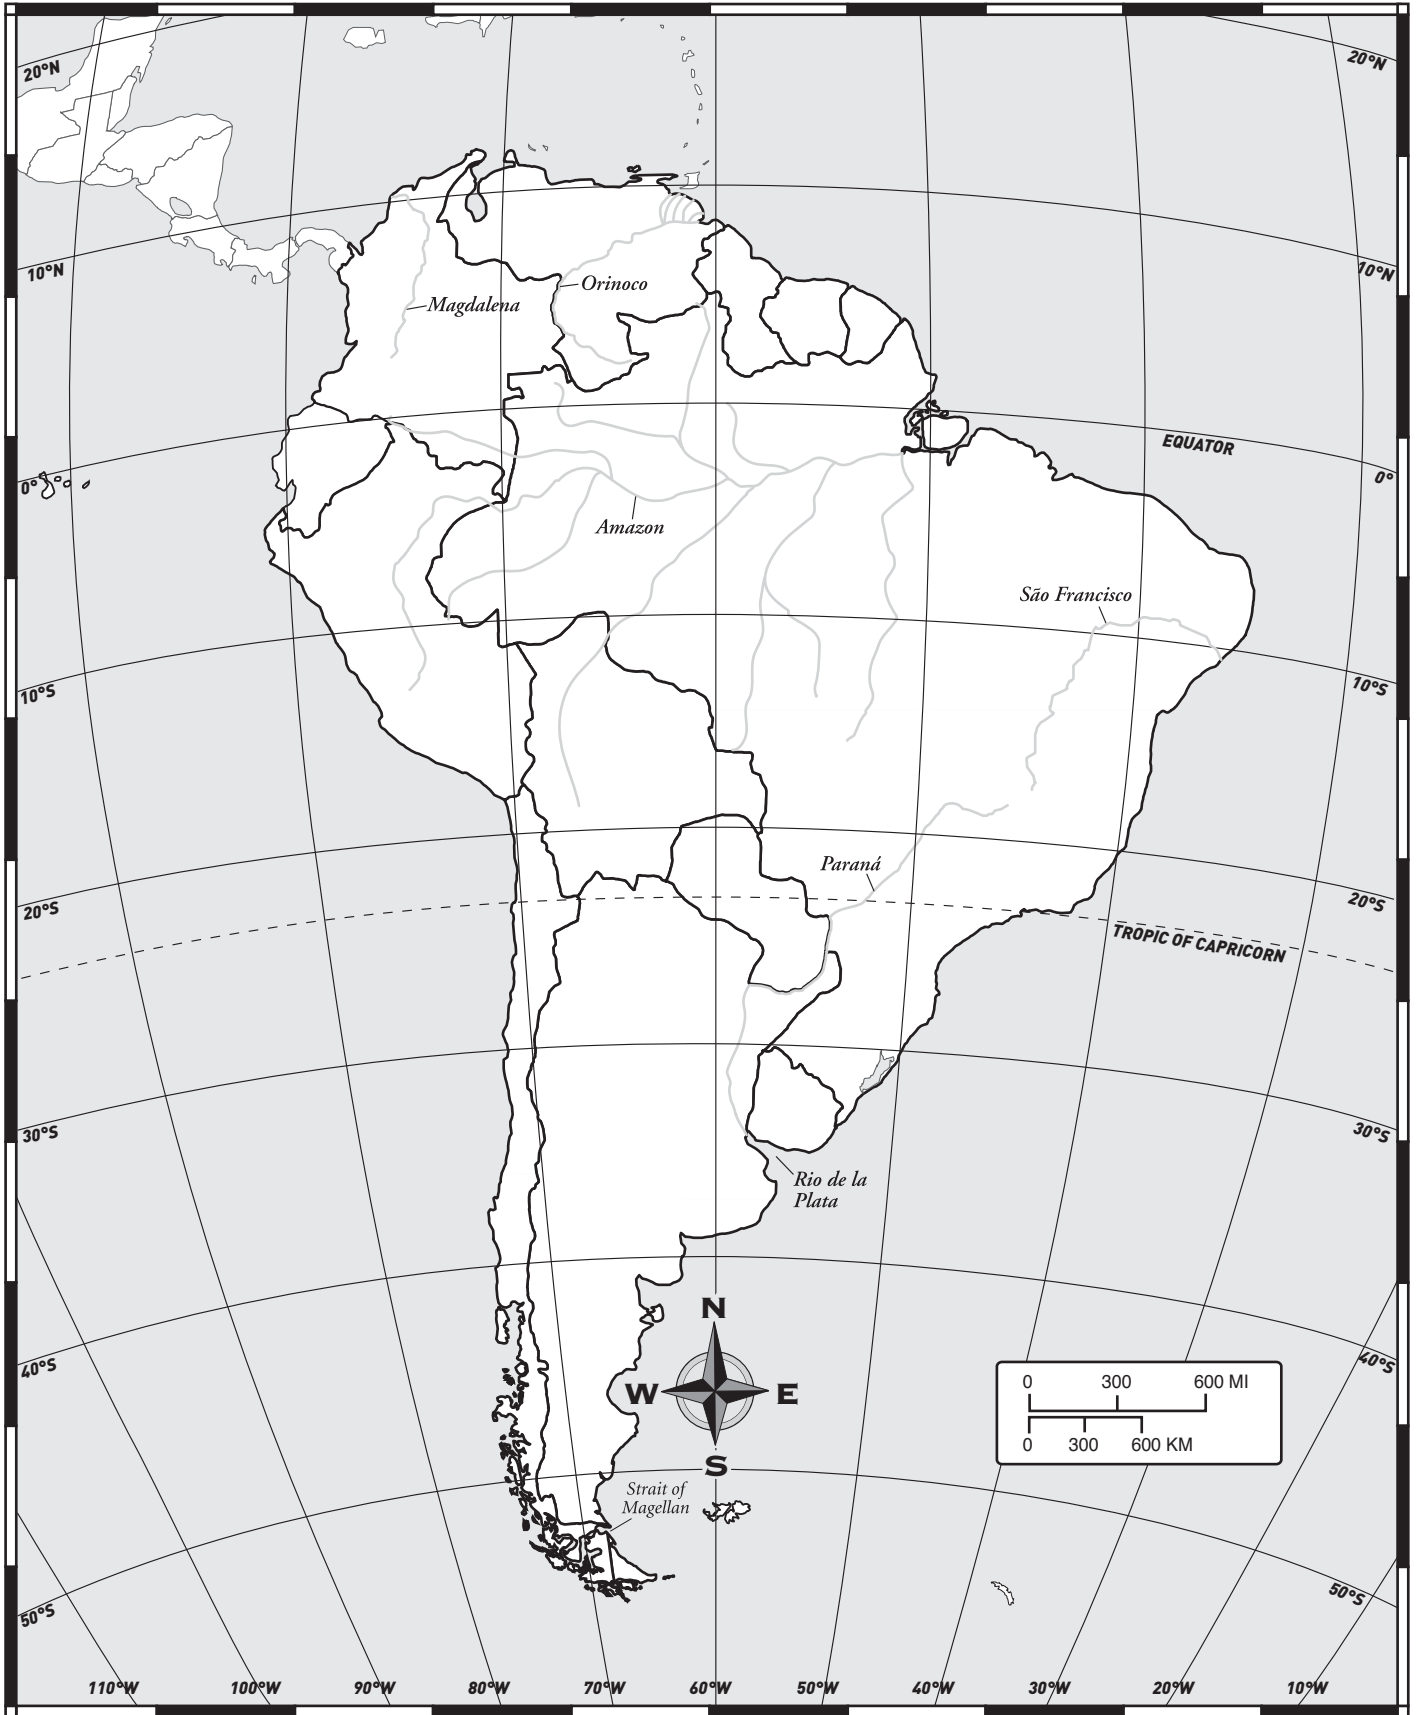 20°N
20°N
10°N
10°N
Orinoco
Magdalena
EQUATOR
0°
0°
Amazon
São Francisco
10°S
10°S
Paraná
20°S
20°S
TROPIC OF CAPRICORN
30°S
30°S
Rio de la
Plata
N
W E
S
40°S
40°S
0 300 600 MI
0 300 600 KM
Strait of
Magellan
50°S
50°S
110°W 100°W 90°W 80°W 70°W 60°W 50°W 40°W 30°W 20°W 10°W